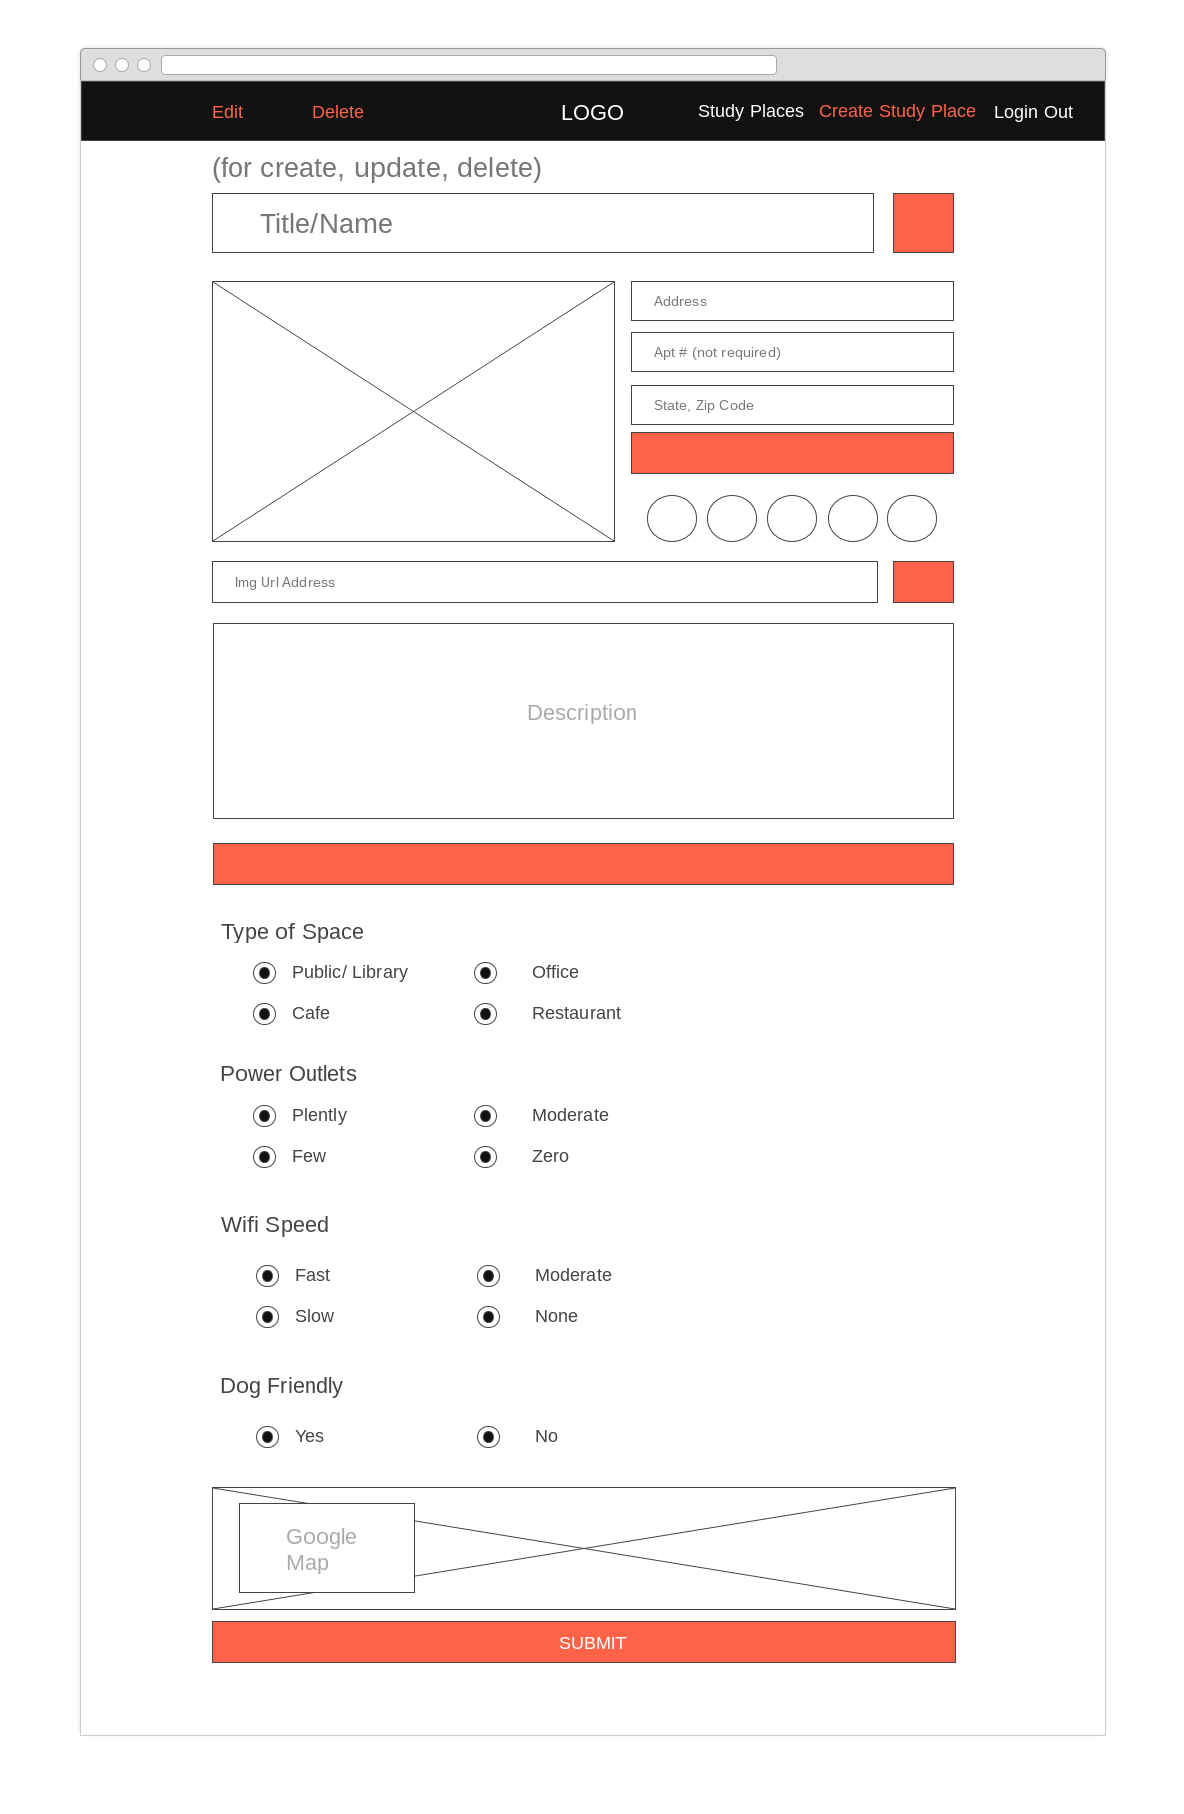 Edit Delete LOGO Study Places Create Study Place Login Out
(for create, update, delete)
Title/Name
Address
Apt # (not required)
State, Zip Code
Img Url Address
Description
Type of Space
Public/ Library Office
Cafe Restaurant
Power Outlets
Plently Moderate
Few Zero
Wifi Speed
Fast Moderate
Slow None
Dog Friendly
Yes No
Google
Map
SUBMIT